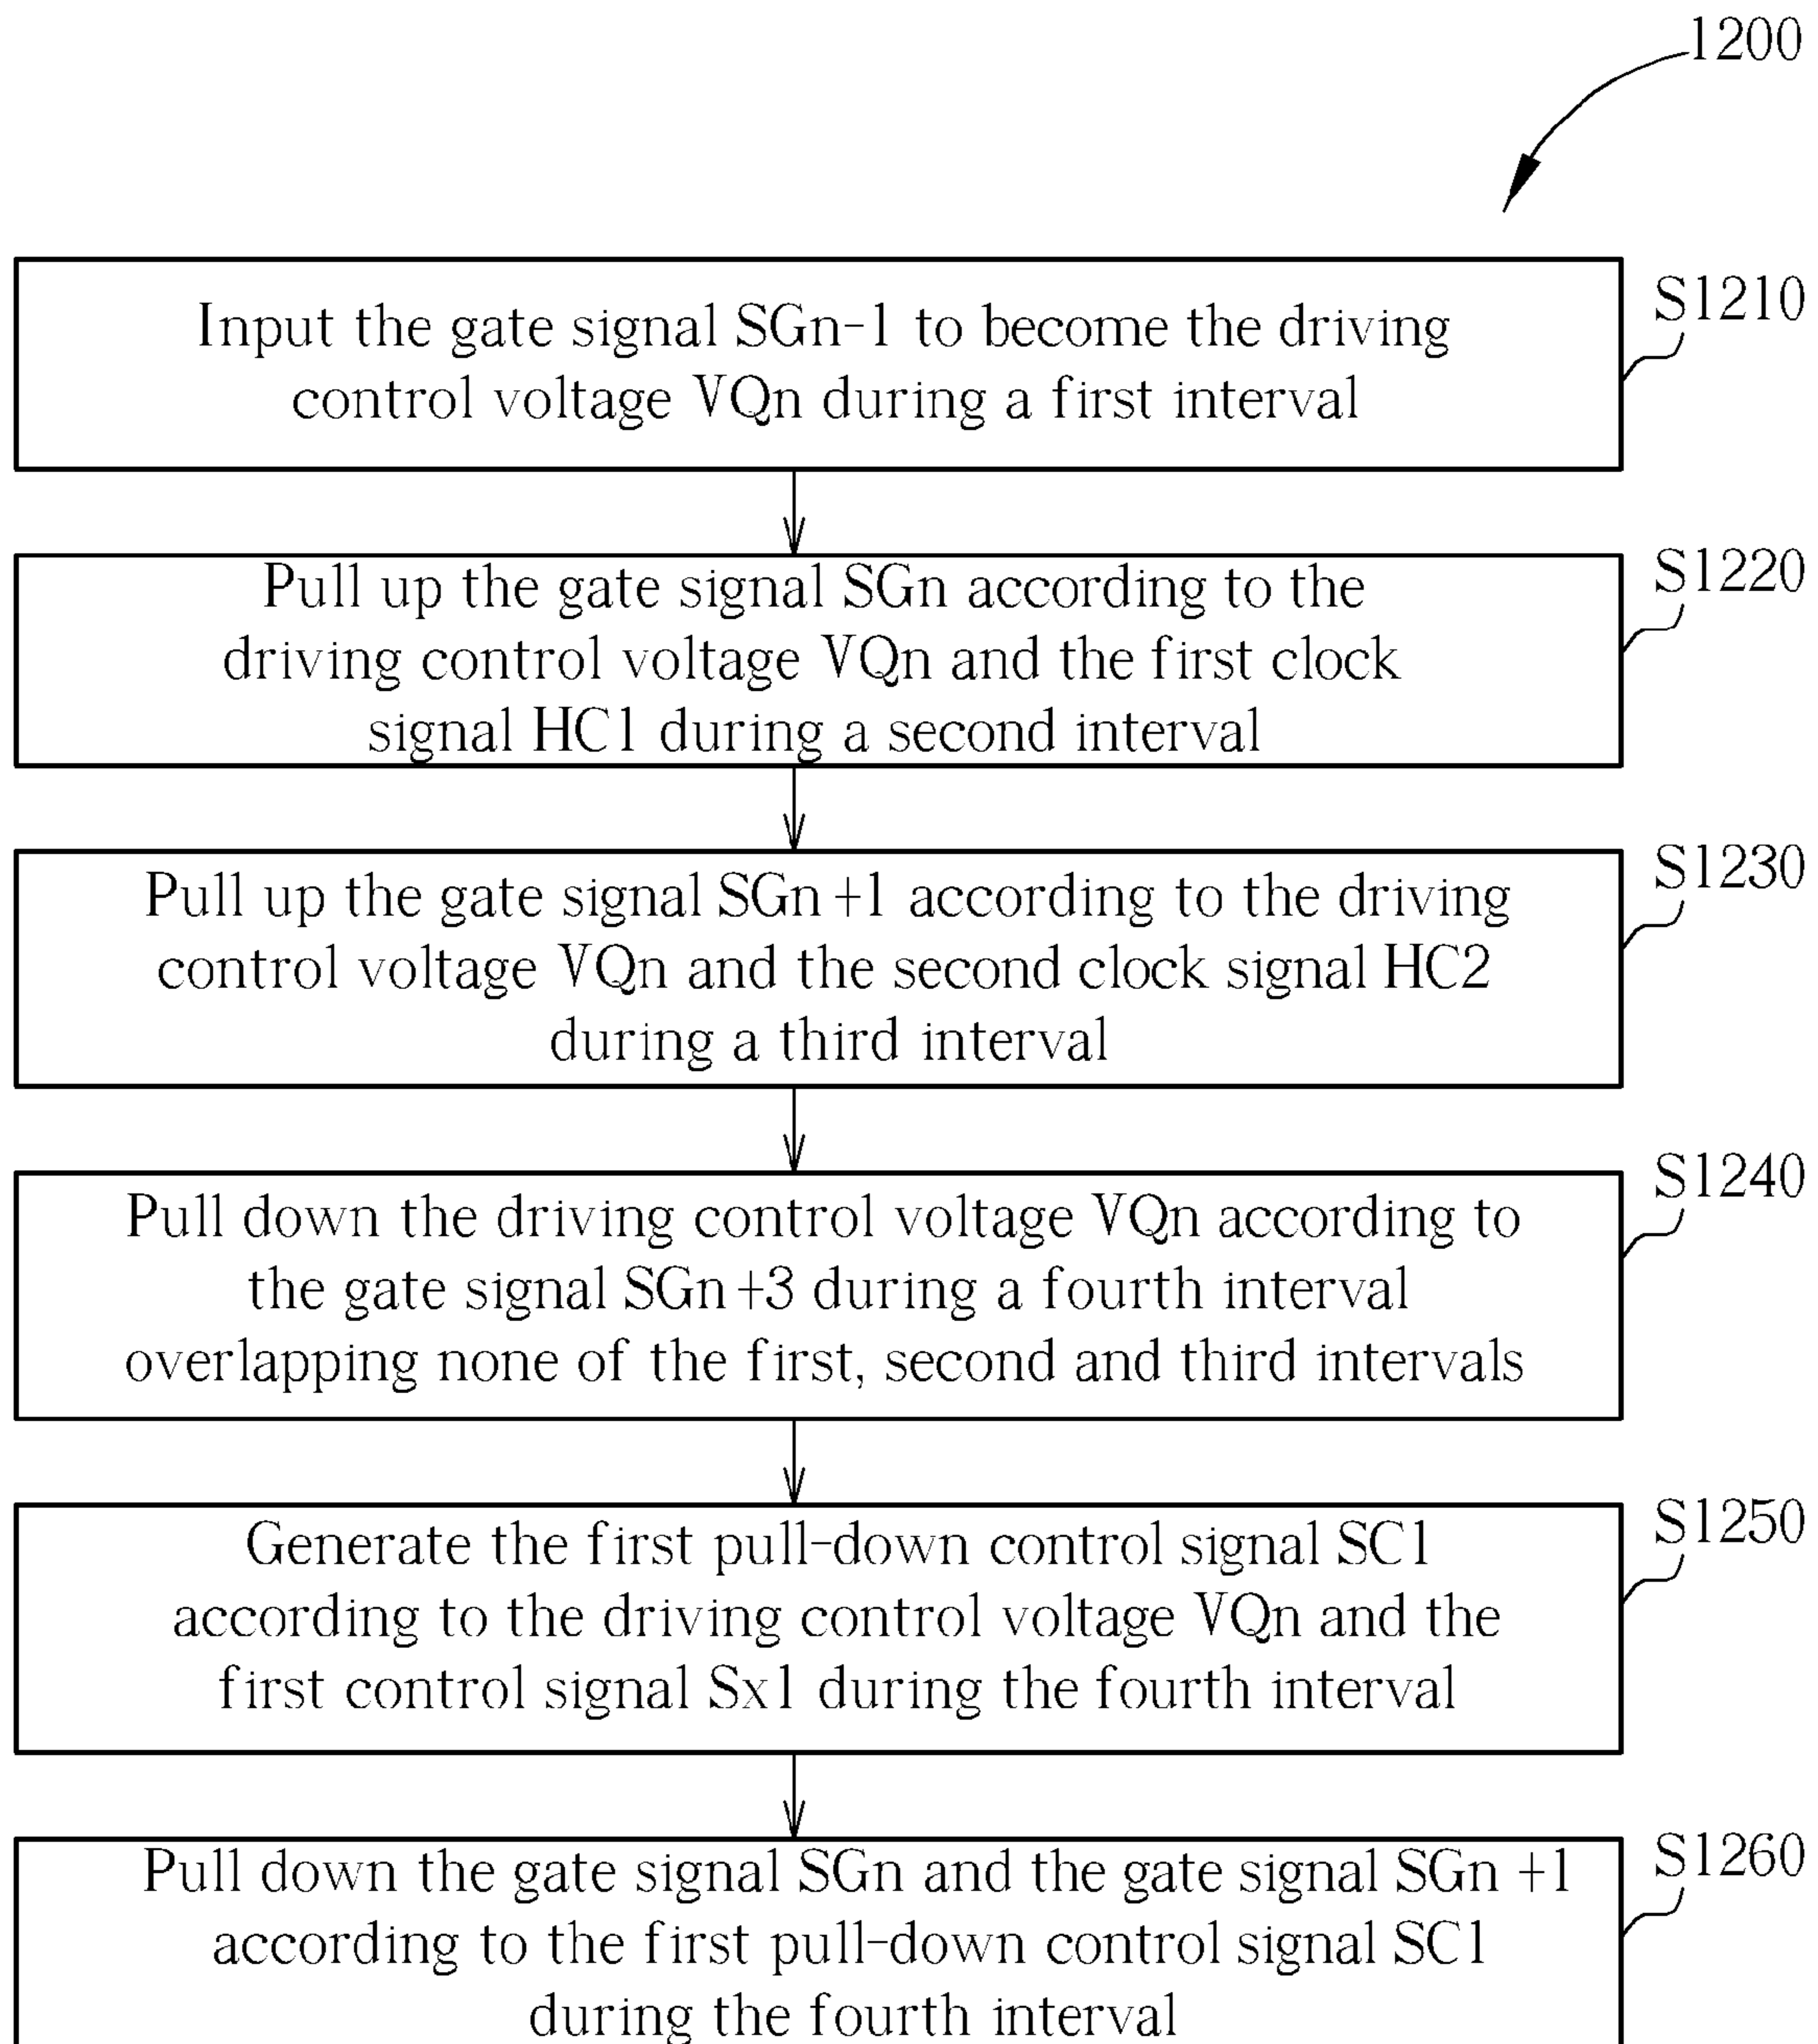 1200
Input the gate signal SGn-1 to become the driving
control voltage VQn during a first interval
S1210
Pull up the gate signal SGn according to the
driving control voltage VQn and the first clock
signal HC1 during a second interval
S1220
Pull up the gate signal SGn+1 according to the driving
control voltage VQn and the second clock signal HC2
during a third interval
S1230
Pull down the driving control voltage VQn according to
the gate signal SGn+3 during a fourth interval
overlapping none of the first, second and third intervals
S1240
Generate the first pull-down control signal SC1
according to the driving control voltage VQn and the
first control signal Sx1 during the fourth interval
S1250
Pull down the gate signal SGn and the gate signal SGn +1
according to the first pull-down control signal SC1
during the fourth interval
S1260